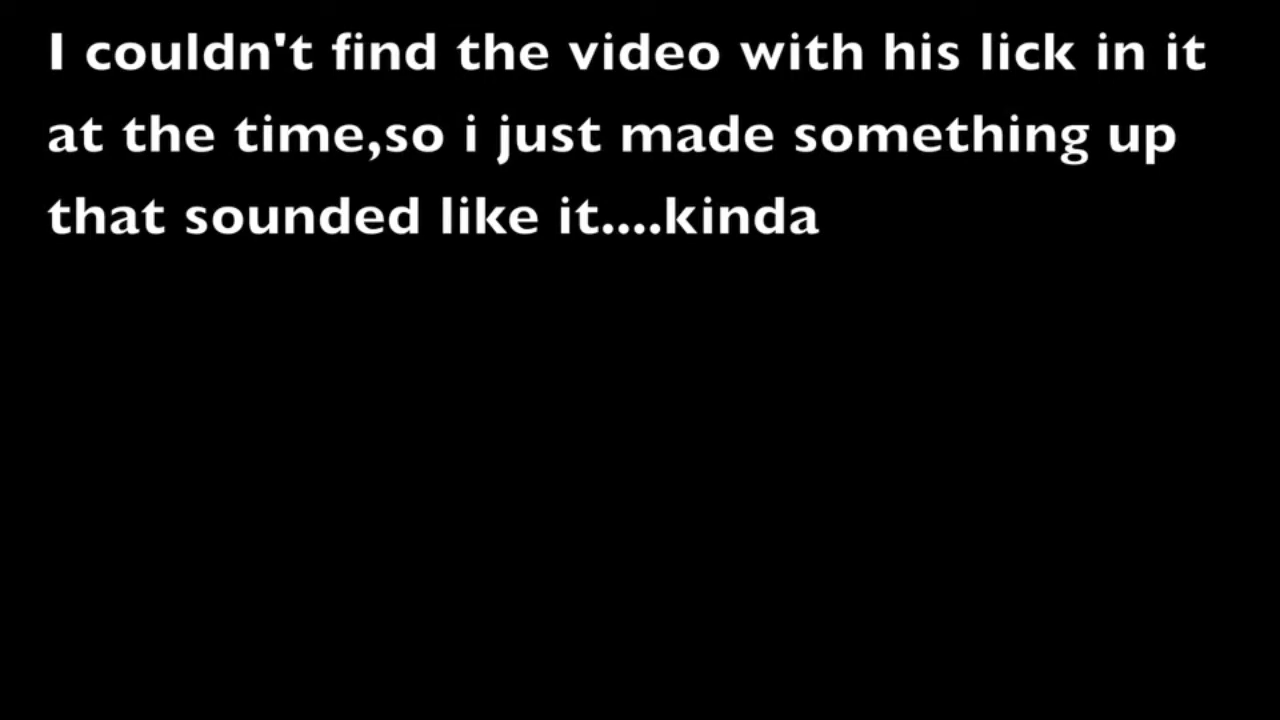 I couldn't find the video with his lick in it
at the time,so i just made something up
that sounded like it....kinda